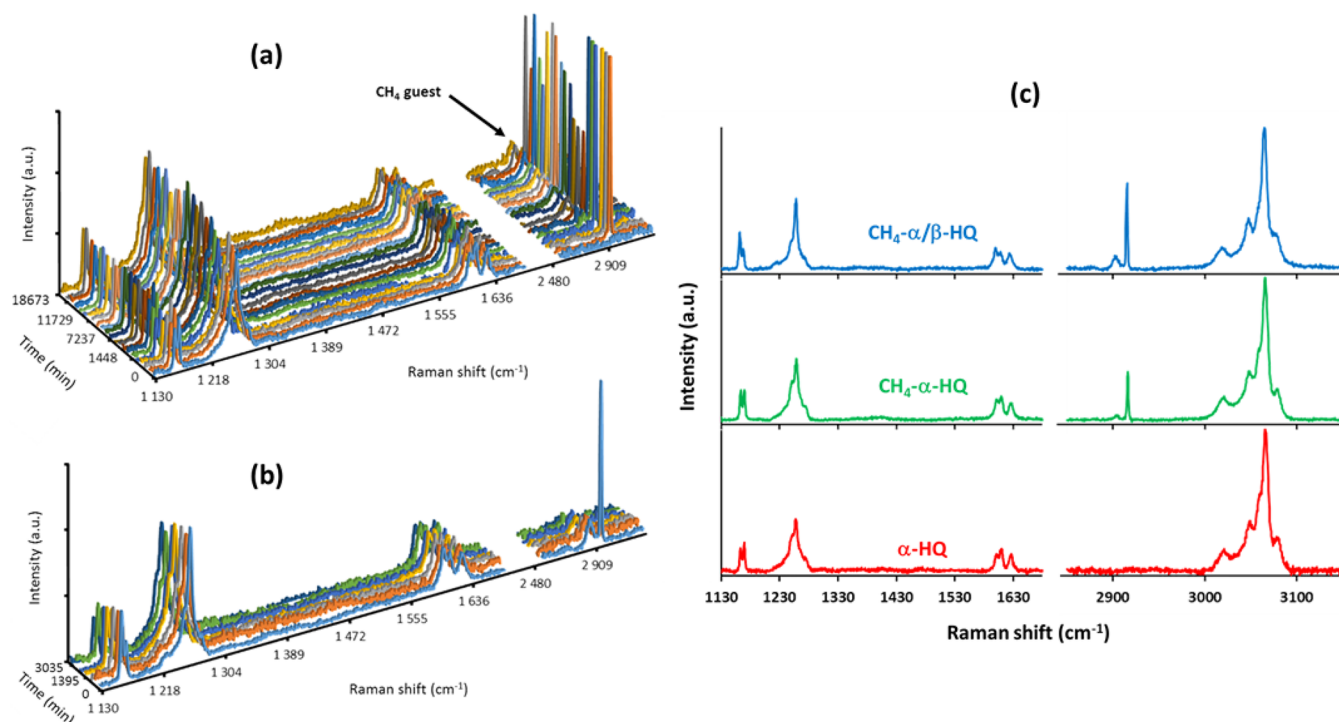 (a)
CH₄ guest
Intensity (a.u.)
18673
11729
7237
1448
0
Time (min)
1 130
1 218
1 304
1 389
1 472
1 555
1 636
2 480
2 909
Raman shift (cm⁻¹)
(b)
Intensity (a.u.)
3035
1395
0
Time (min)
1 130
1 218
1 304
1 389
1 472
1 555
1 636
2 480
2 909
Raman shift (cm⁻¹)
(c)
CH₄-α/β-HQ
CH₄-α-HQ
α-HQ
Intensity (a.u.)
1130 1230 1330 1430 1530 1630 2900 3000 3100
Raman shift (cm⁻¹)